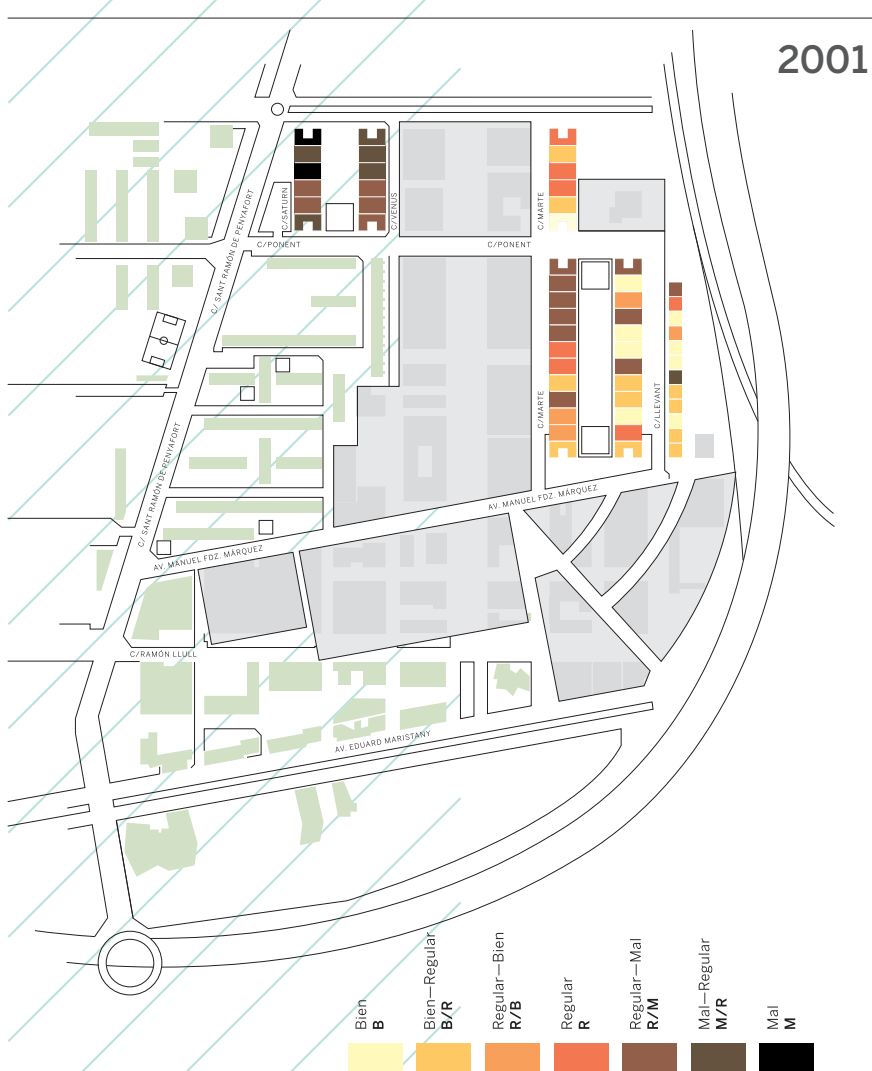 2001
C/SATURN
C/VENUS
C/MARTE
C/ SANT RAMÓN DE PENYAFORT
C/PONENT
C/PONENT
C/MARTE
C/LLEVANT
C/ SANT RAMÓN DE PENYAFORT
AV. MANUEL FDZ. MÁRQUEZ
AV. MANUEL FDZ. MÁRQUEZ
C/RAMÓN LLULL
AV. EDUARD MARISTANY
Bien
B
Bien—Regular
B/R
Regular—Bien
R/B
Regular
R
Regular—Mal
R/M
Mal—Regular
M/R
Mal
M